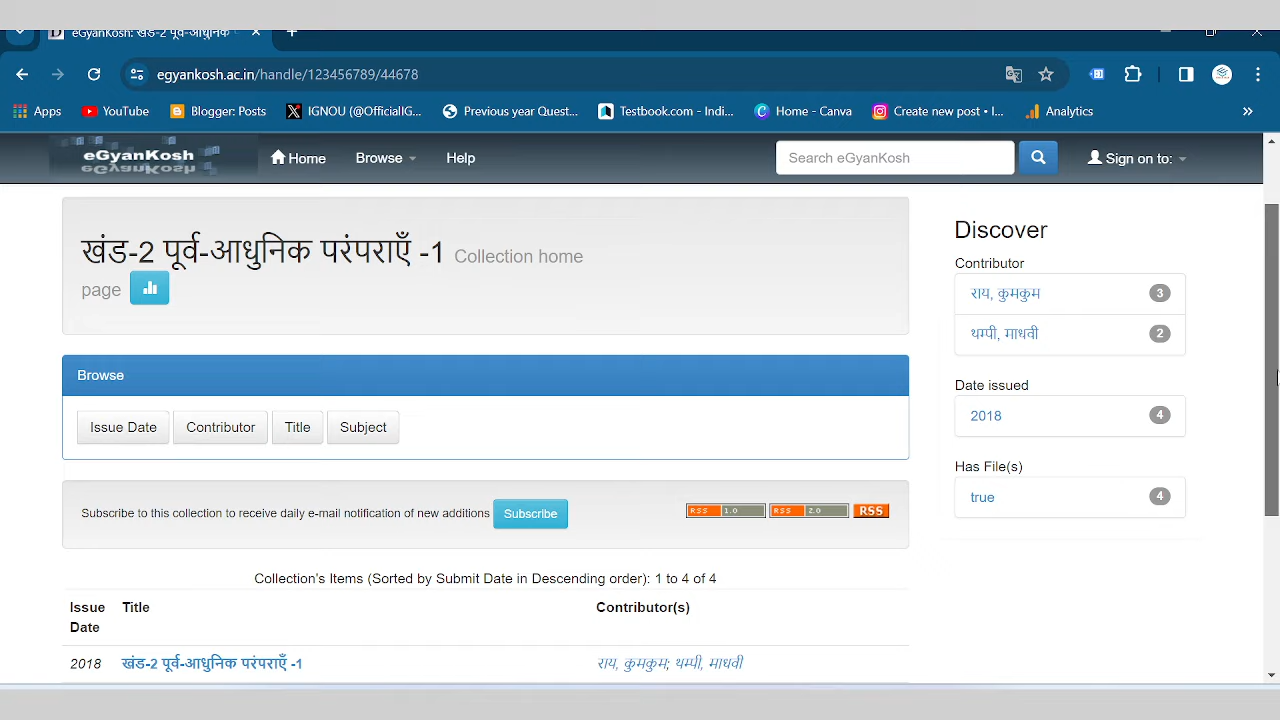 eGyanKosh: खंड-2 पूर्व-आधुनिक
egyankosh.ac.in/handle/123456789/44678
Apps YouTube Blogger: Posts IGNOU (@OfficialIG... Previous year Quest... Testbook.com - Indi... Home - Canva Create new post • I... Analytics »
eGyanKosh Home Browse Help Search eGyanKosh Sign on to:
खंड-2 पूर्व-आधुनिक परंपराएँ -1 Collection home
page
Browse
Issue Date Contributor Title Subject
Subscribe to this collection to receive daily e-mail notification of new additions Subscribe RSS 1.0 RSS 2.0 RSS
Collection's Items (Sorted by Submit Date in Descending order): 1 to 4 of 4
Issue Title Contributor(s)
Date
2018 खंड-2 पूर्व-आधुनिक परंपराएँ -1 राय, कुमकुम; थम्पी, माधवी
Discover
Contributor
राय, कुमकुम 3
थम्पी, माधवी 2
Date issued
2018 4
Has File(s)
true 4